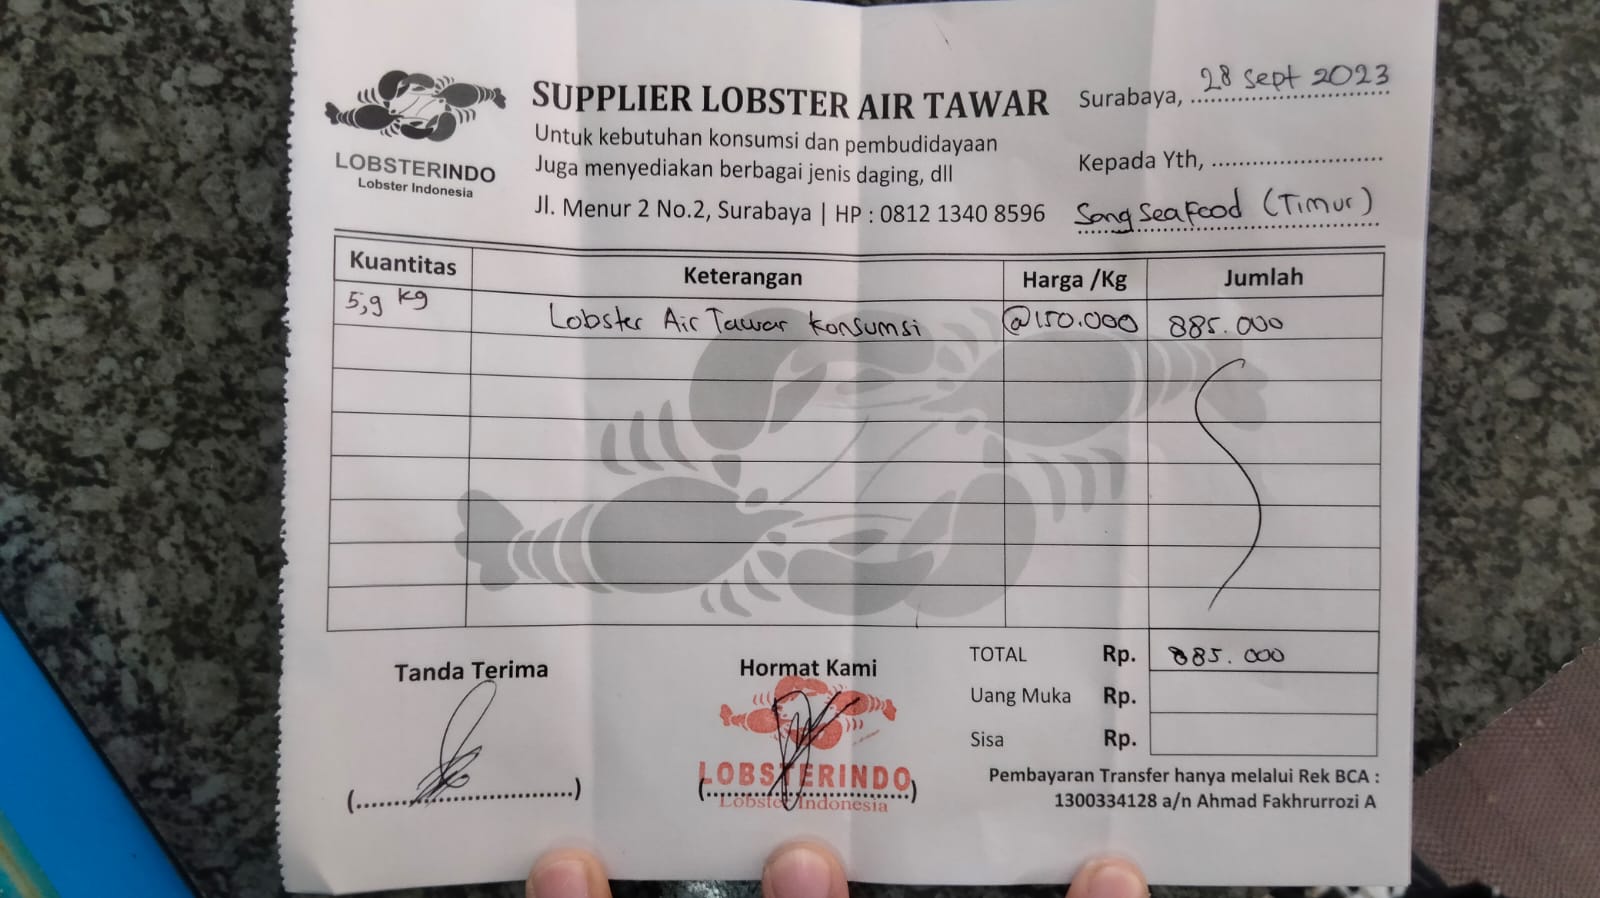 LOBSTERINDO
Lobster Indonesia
SUPPLIER LOBSTER AIR TAWAR
Untuk kebutuhan konsumsi dan pembudidayaan
Juga menyediakan berbagai jenis daging, dll
Jl. Menur 2 No.2, Surabaya | HP : 0812 1340 8596
Surabaya, 28 Sept 2023
Kepada Yth, ........................
Song Seafood (Timur)
Kuantitas Keterangan Harga /Kg Jumlah
5,9 kg Lobster Air Tawar Konsumsi @150.000 885.000
TOTAL Rp. 885.000
Uang Muka Rp.
Sisa Rp.
Tanda Terima
(..............................)
Hormat Kami
LOBSTERINDO
(..............................)
Lobster Indonesia
Pembayaran Transfer hanya melalui Rek BCA :
1300334128 a/n Ahmad Fakhrurrozi A